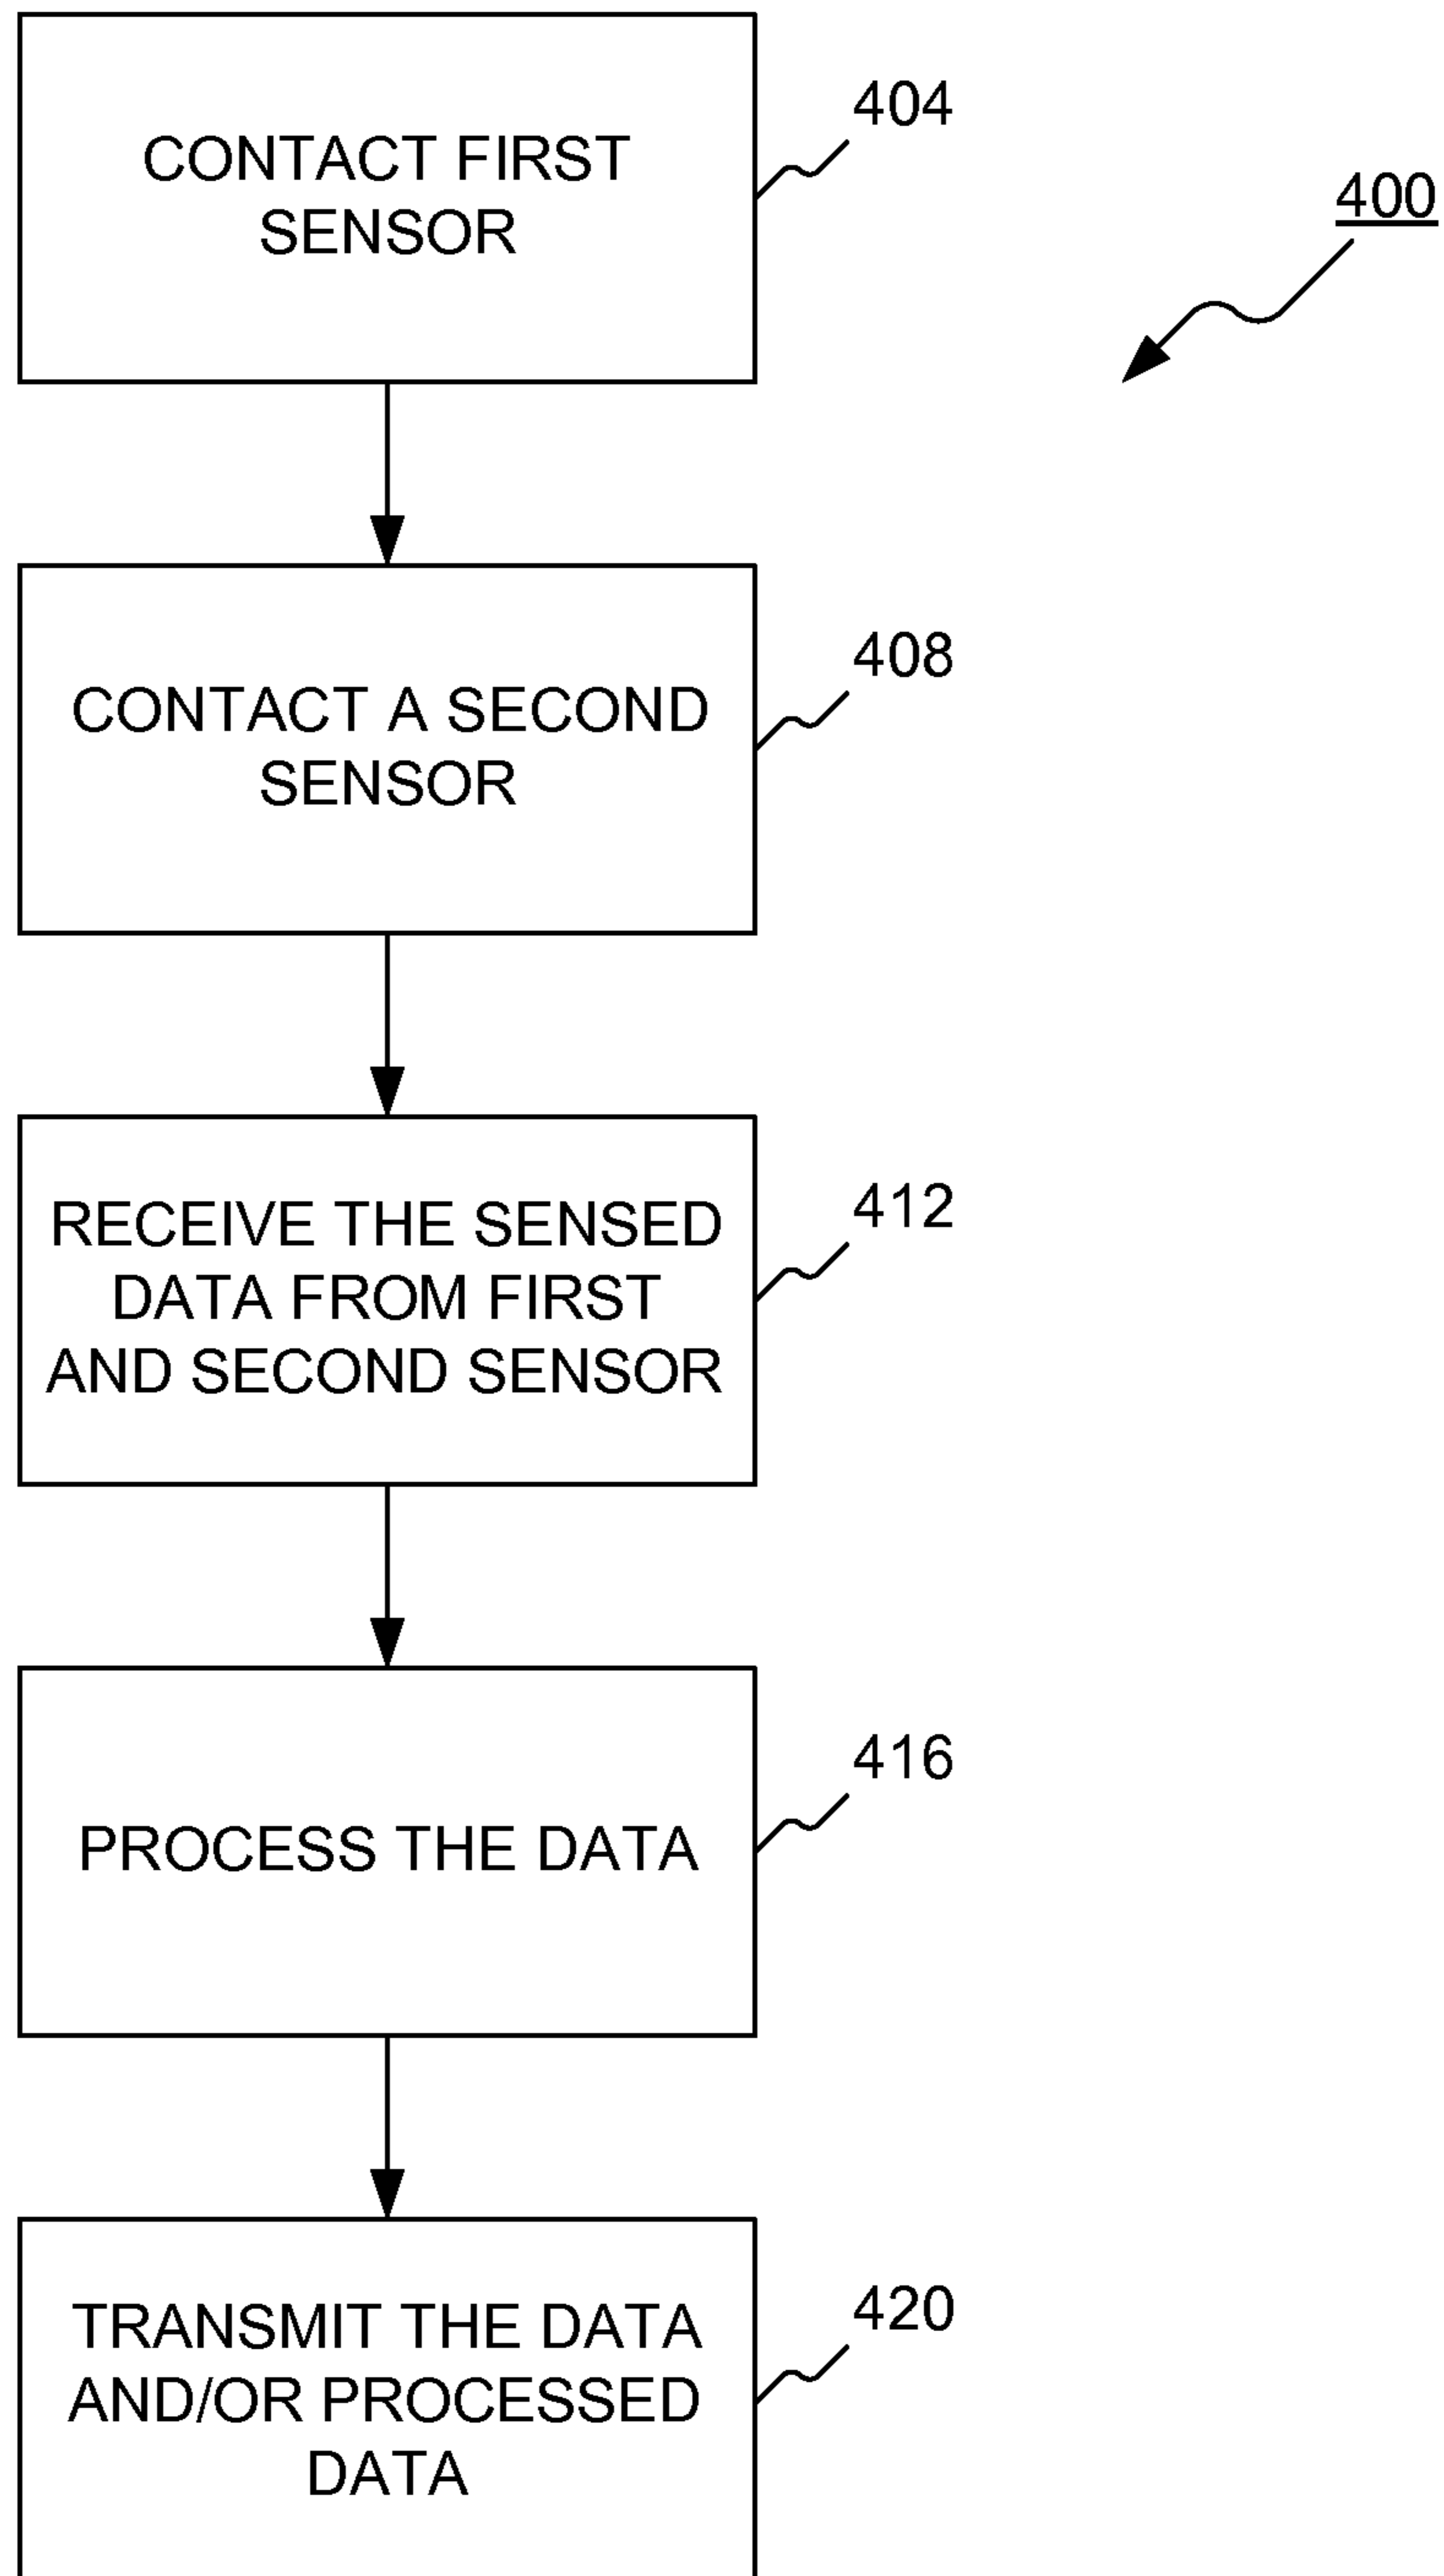 CONTACT FIRST
SENSOR
404
400
CONTACT A SECOND
SENSOR
408
RECEIVE THE SENSED
DATA FROM FIRST
AND SECOND SENSOR
412
PROCESS THE DATA
416
TRANSMIT THE DATA
AND/OR PROCESSED
DATA
420